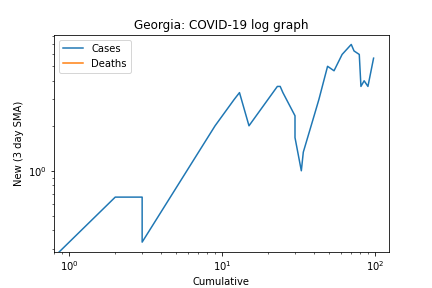 Georgia: COVID-19 log graph
Cases
Deaths
New (3 day SMA)
10⁰
10⁰
10¹
10²
Cumulative